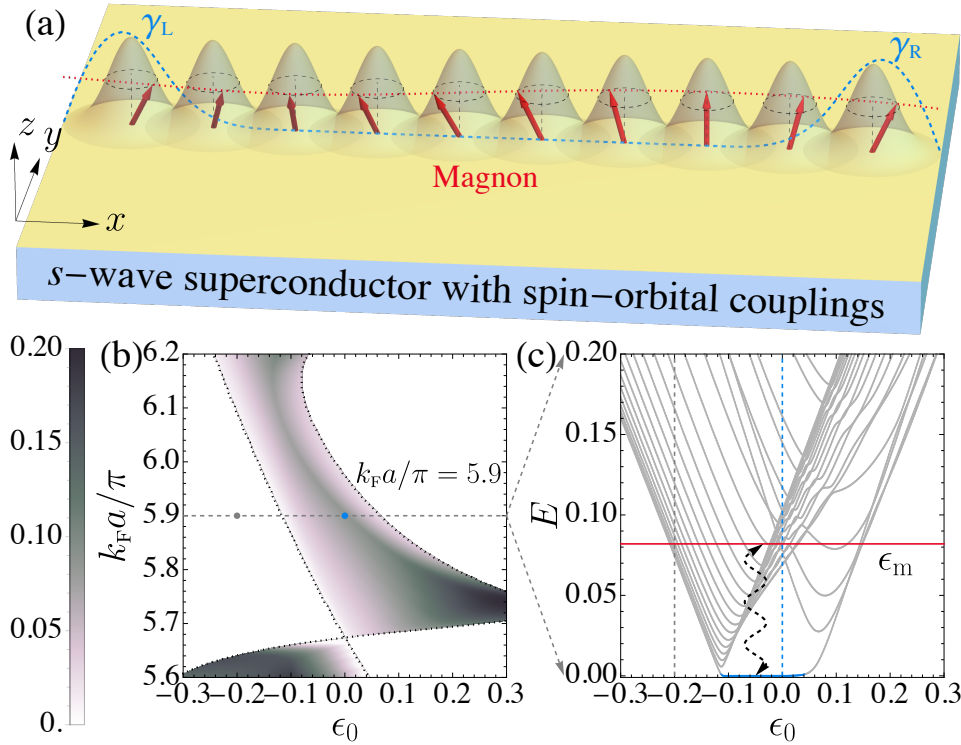 (a)
γL
γR
z
y
x
Magnon
s−wave superconductor with spin−orbital couplings
0.20
0.15
0.10
0.05
0.
(b)
6.2
6.1
6.0
5.9
5.8
5.7
5.6
kFa/π
kFa/π = 5.9
−0.3 −0.2 −0.1 0.0 0.1 0.2 0.3
ϵ0
(c)
0.20
0.15
0.10
0.05
0.00
E
ϵm
−0.3 −0.2 −0.1 0.0 0.1 0.2 0.3
ϵ0